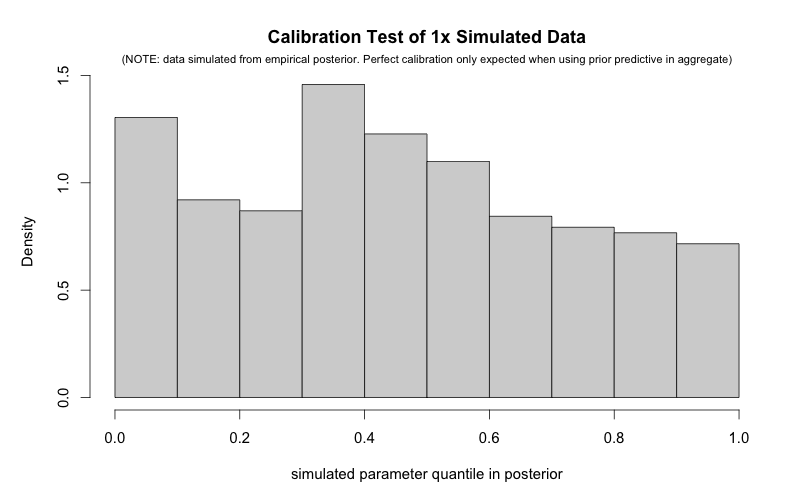 Calibration Test of 1x Simulated Data
(NOTE: data simulated from empirical posterior. Perfect calibration only expected when using prior predictive in aggregate)
Density
1.5
1.0
0.5
0.0
0.0 0.2 0.4 0.6 0.8 1.0
simulated parameter quantile in posterior